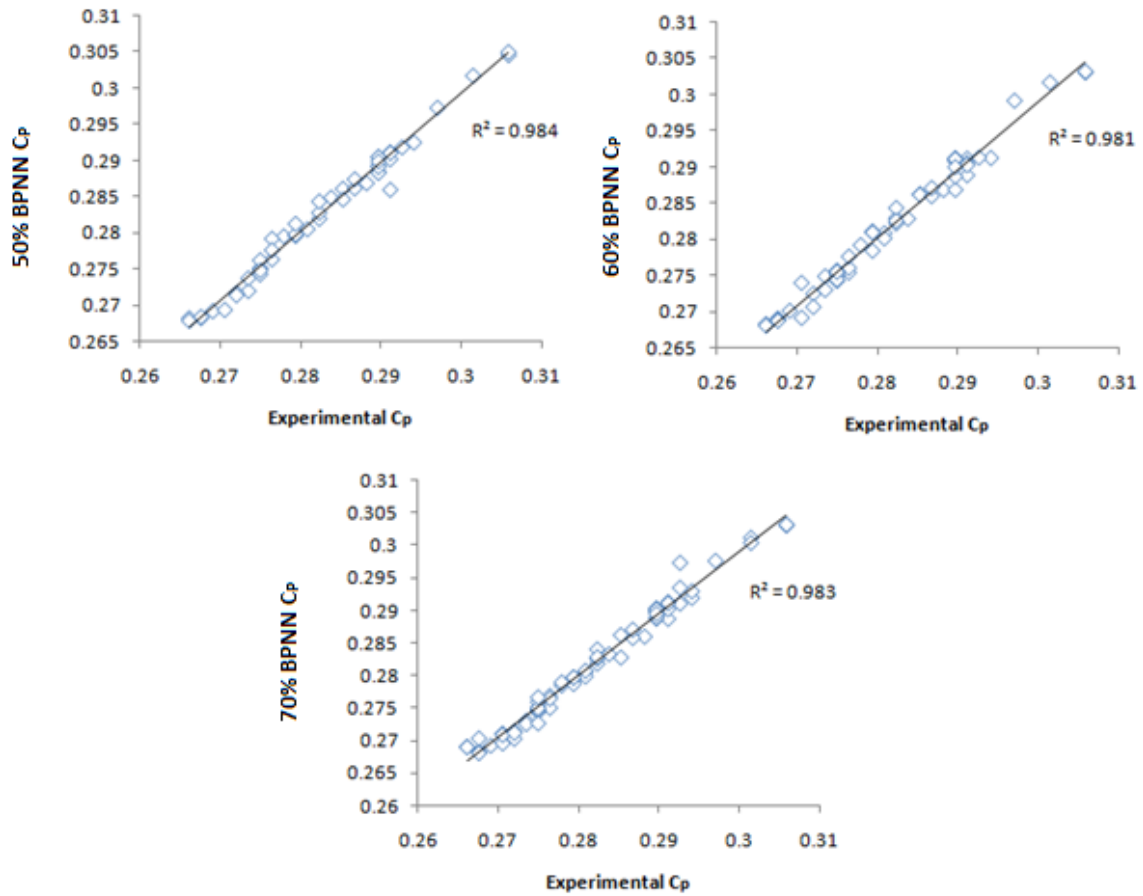 50% BPNN Cp
0.31
0.305
0.3
0.295
0.29
0.285
0.28
0.275
0.27
0.265
R² = 0.984
0.26 0.27 0.28 0.29 0.3 0.31
Experimental Cp
60% BPNN Cp
0.31
0.305
0.3
0.295
0.29
0.285
0.28
0.275
0.27
0.265
R² = 0.981
0.26 0.27 0.28 0.29 0.3 0.31
Experimental Cp
70% BPNN Cp
0.31
0.305
0.3
0.295
0.29
0.285
0.28
0.275
0.27
0.265
0.26
R² = 0.983
0.26 0.27 0.28 0.29 0.3 0.31
Experimental Cp